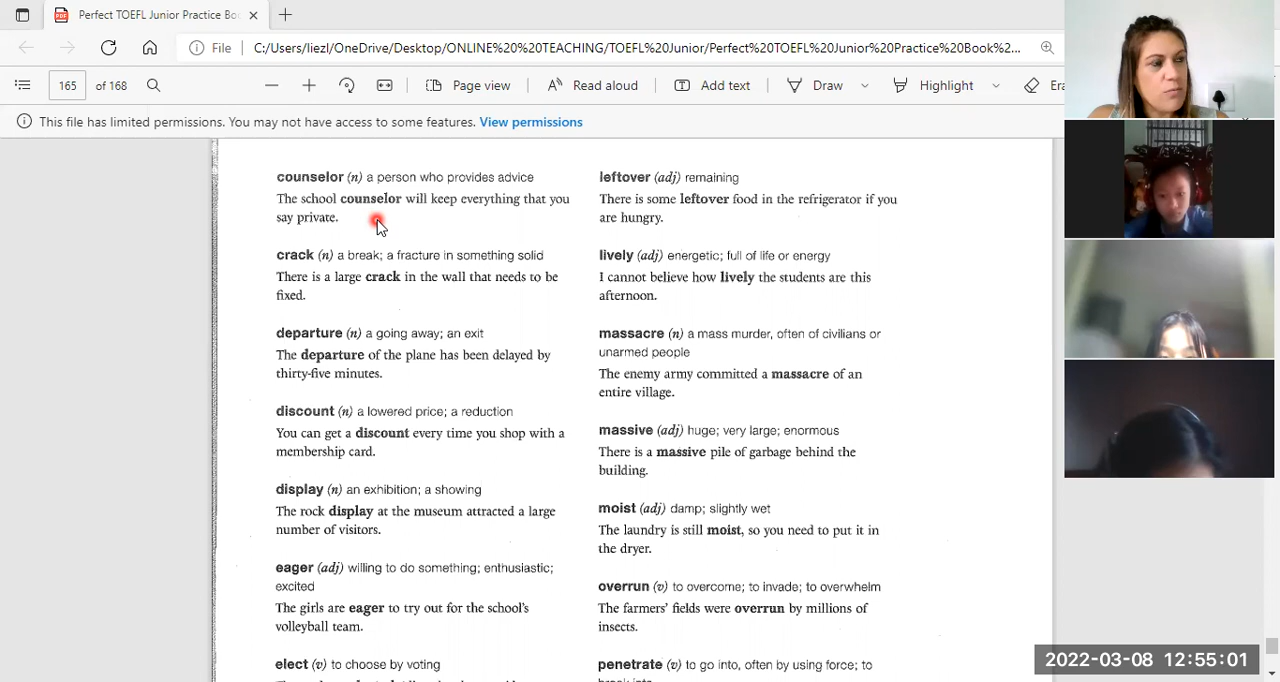 Perfect TOEFL Junior Practice Bo
File C:/Users/liezl/OneDrive/Desktop/ONLINE%20%20TEACHING/TOEFL%20Junior/Perfect%20TOEFL%20Junior%20Practice%20Book%2...
165 of 168 Page view Read aloud Add text Draw Highlight Era
This file has limited permissions. You may not have access to some features. View permissions
counselor (n) a person who provides advice
The school counselor will keep everything that you
say private.
crack (n) a break; a fracture in something solid
There is a large crack in the wall that needs to be
fixed.
departure (n) a going away; an exit
The departure of the plane has been delayed by
thirty-five minutes.
discount (n) a lowered price; a reduction
You can get a discount every time you shop with a
membership card.
display (n) an exhibition; a showing
The rock display at the museum attracted a large
number of visitors.
eager (adj) willing to do something; enthusiastic;
excited
The girls are eager to try out for the school's
volleyball team.
elect (v) to choose by voting
leftover (adj) remaining
There is some leftover food in the refrigerator if you
are hungry.
lively (adj) energetic; full of life or energy
I cannot believe how lively the students are this
afternoon.
massacre (n) a mass murder, often of civilians or
unarmed people
The enemy army committed a massacre of an
entire village.
massive (adj) huge; very large; enormous
There is a massive pile of garbage behind the
building.
moist (adj) damp; slightly wet
The laundry is still moist, so you need to put it in
the dryer.
overrun (v) to overcome; to invade; to overwhelm
The farmers' fields were overrun by millions of
insects.
penetrate (v) to go into, often by using force; to
2022-03-08 12:55:01